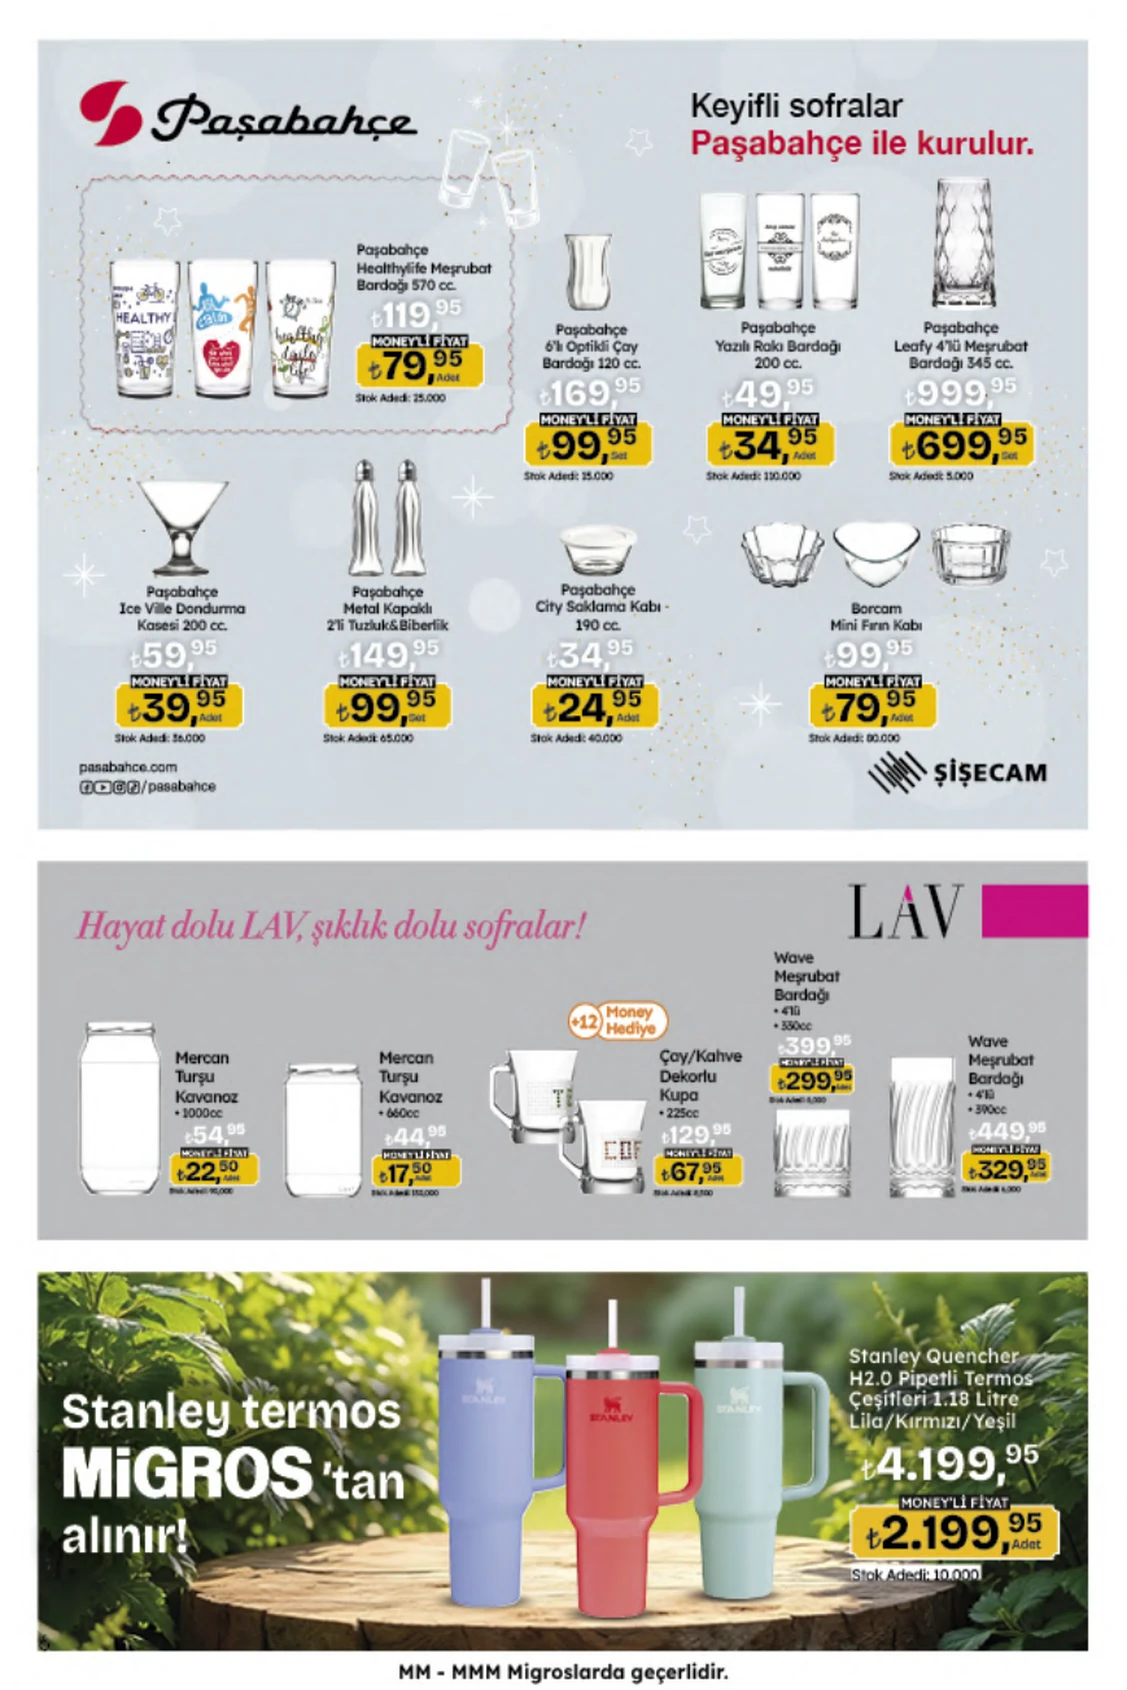 Paşabahçe
Keyifli sofralar
Paşabahçe ile kurulur.
Paşabahçe
Healthylife Meşrubat
Bardağı 570 cc.
₺119,95
MONEY'Lİ FİYAT
₺79,95
Adet
Stok Adedi: 25.000
HEALTHY
calm
Paşabahçe
6'lı Optikli Çay
Bardağı 120 cc.
₺169,95
MONEY'Lİ FİYAT
₺99,95
Set
Stok Adedi: 15.000
Paşabahçe
Yazılı Rakı Bardağı
200 cc.
₺49,95
MONEY'Lİ FİYAT
₺34,95
Adet
Stok Adedi: 110.000
Paşabahçe
Leafy 4'lü Meşrubat
Bardağı 345 cc.
₺999,95
MONEY'Lİ FİYAT
₺699,95
Set
Stok Adedi: 5.000
Paşabahçe
Ice Ville Dondurma
Kasesi 200 cc.
₺59,95
MONEY'Lİ FİYAT
₺39,95
Adet
Stok Adedi: 36.000
Paşabahçe
Metal Kapaklı
2'li Tuzluk&Biberlik
₺149,95
MONEY'Lİ FİYAT
₺99,95
Set
Stok Adedi: 65.000
Paşabahçe
City Saklama Kabı -
190 cc.
₺34,95
MONEY'Lİ FİYAT
₺24,95
Adet
Stok Adedi: 40.000
Borcam
Mini Fırın Kabı
₺99,95
MONEY'Lİ FİYAT
₺79,95
Adet
Stok Adedi: 80.000
pasabahce.com
/pasabahce
ŞİŞECAM
Hayat dolu LAV, şıklık dolu sofralar!
LAV
Mercan
Turşu
Kavanoz
• 1000cc
₺54,95
MONEY'Lİ FİYAT
₺22,50
Adet
Stok Adedi: 90,000
Mercan
Turşu
Kavanoz
• 660cc
₺44,95
MONEY'Lİ FİYAT
₺17,50
Adet
Stok Adedi: 150,000
+12 Money
Hediye
Çay/Kahve
Dekorlu
Kupa
• 225cc
₺129,95
MONEY'Lİ FİYAT
₺67,95
Adet
Stok Adedi:
Wave
Meşrubat
Bardağı
• 4'lü
• 330cc
₺399,95
MONEY'Lİ FİYAT
₺299,95
Adet
Stok Adedi:
Wave
Meşrubat
Bardağı
• 4'lü
• 390cc
₺449,95
MONEY'Lİ FİYAT
₺329,95
Adet
Stok Adedi:
Stanley termos
MiGROS'tan
alınır!
STANLEY
STANLEY
STANLEY
Stanley Quencher
H2.0 Pipetli Termos
Çeşitleri 1.18 Litre
Lila/Kırmızı/Yeşil
₺4.199,95
MONEY'Lİ FİYAT
₺2.199,95
Adet
Stok Adedi: 10.000
MM - MMM Migroslarda geçerlidir.